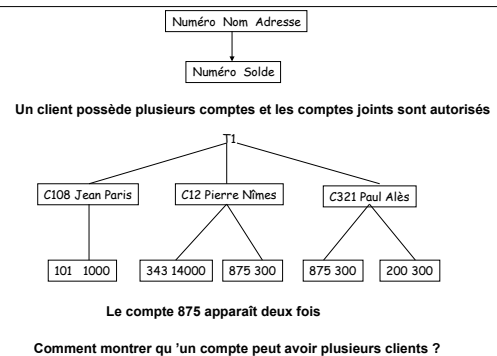 Numéro Nom Adresse
Numéro Solde
Un client possède plusieurs comptes et les comptes joints sont autorisés
T1
C108 Jean Paris
C12 Pierre Nîmes
C321 Paul Alès
101 1000
343 14000
875 300
875 300
200 300
Le compte 875 apparaît deux fois
Comment montrer qu 'un compte peut avoir plusieurs clients ?